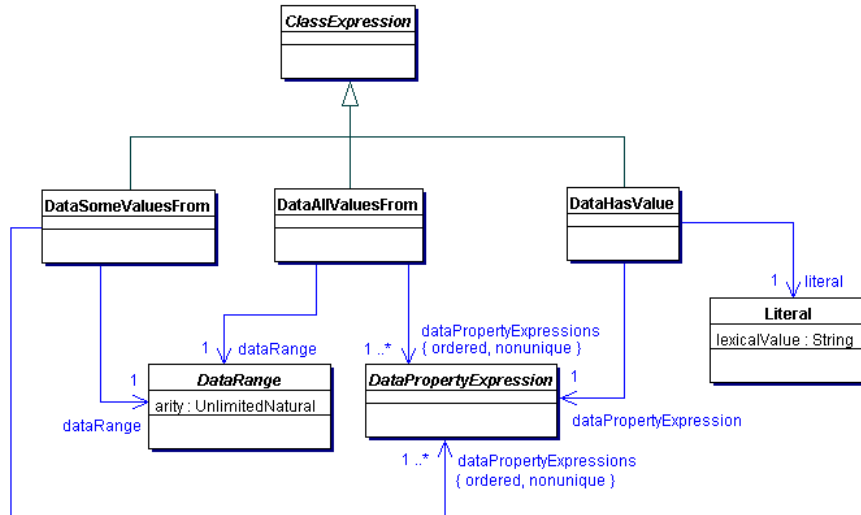 ClassExpression
DataSomeValuesFrom
DataAllValuesFrom
DataHasValue
1
literal
Literal
lexicalValue : String
1
dataRange
1 ..*
dataPropertyExpressions
{ ordered, nonunique }
DataRange
arity : UnlimitedNatural
1
dataRange
DataPropertyExpression
1
dataPropertyExpression
1 ..*
dataPropertyExpressions
{ ordered, nonunique }